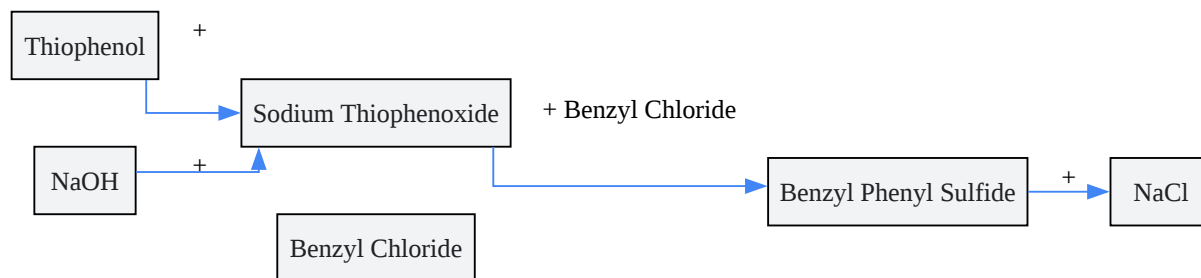 Thiophenol
+
Sodium Thiophenoxide
+ Benzyl Chloride
+
NaOH
Benzyl Phenyl Sulfide
+
NaCl
Benzyl Chloride